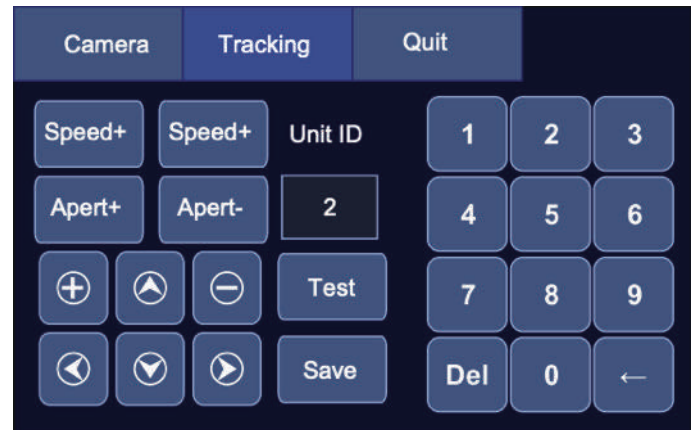 Camera Tracking Quit
Speed+ Speed+ Unit ID 1 2 3
Apert+ Apert- 2 4 5 6
Test 7 8 9
Save Del 0 ←